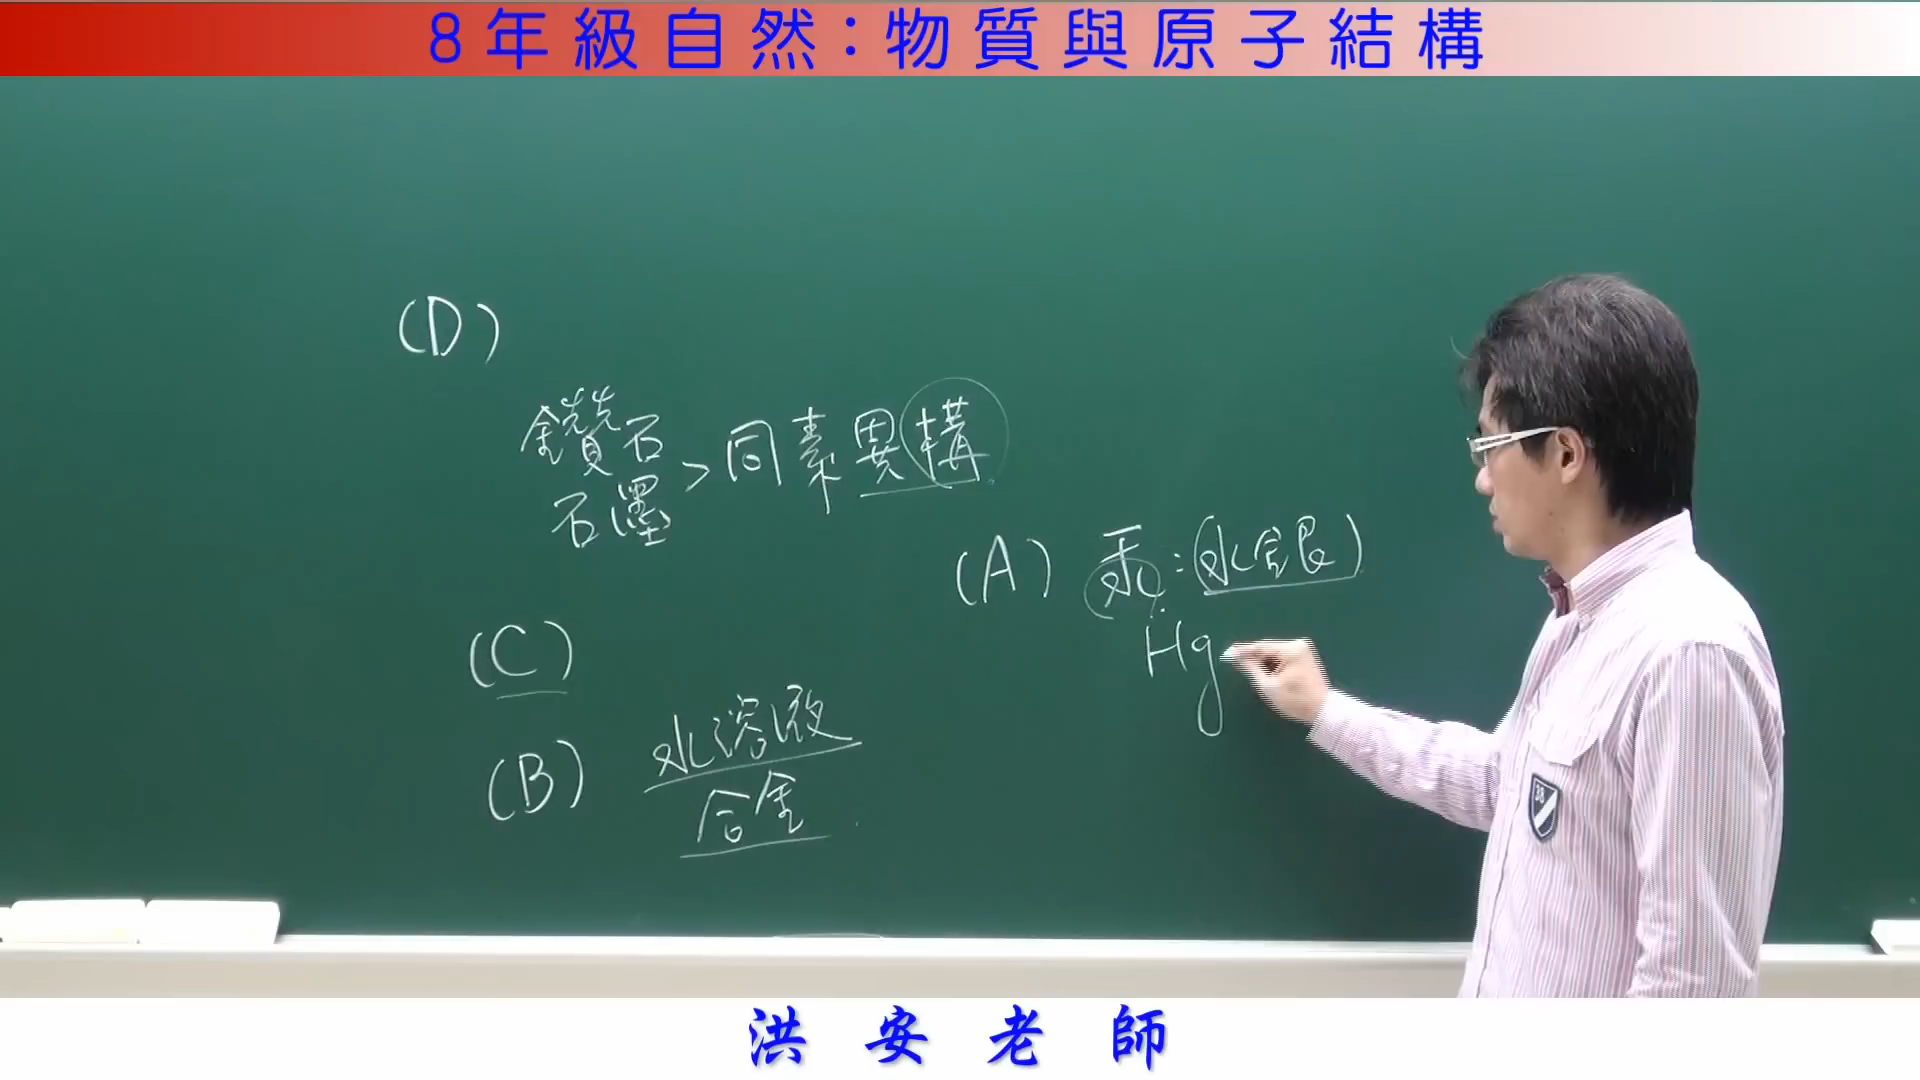 8年級自然:物質與原子結構
(D)
鑽石
石墨
>同素異構
(A) 汞:(水銀)
Hg
(C)
(B) 水溶液
合金
38
洪安老師